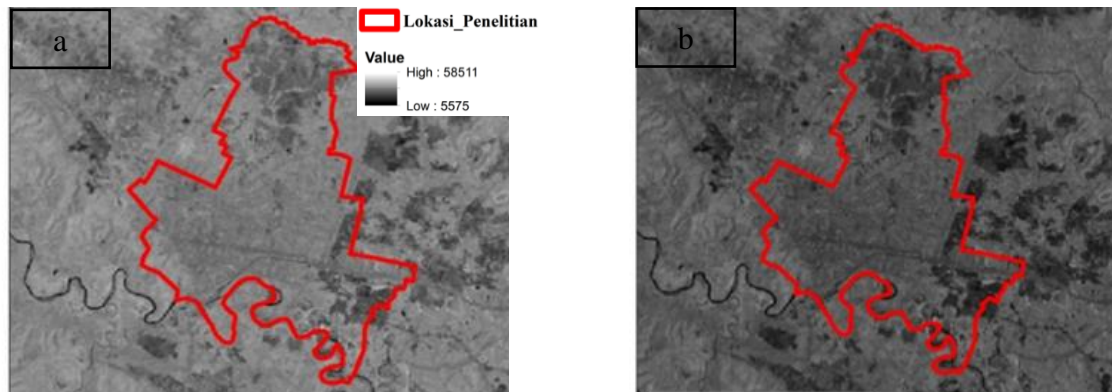 a
Lokasi_Penelitian
Value
High : 58511
Low : 5575
b